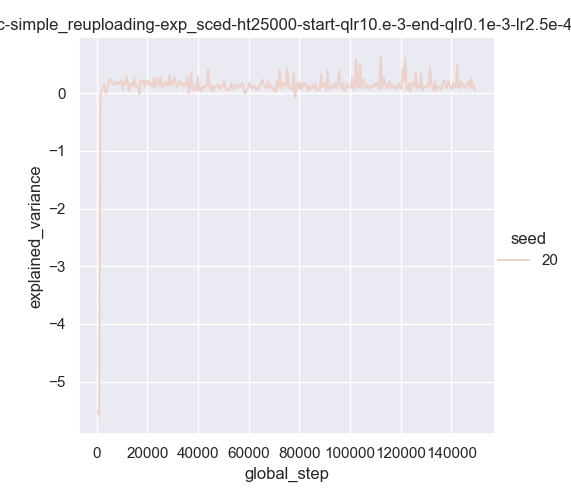 c-simple_reuploading-exp_sced-ht25000-start-qlr10.e-3-end-qlr0.1e-3-lr2.5e-4
0
−1
−2
−3
−4
−5
explained_variance
0 20000 40000 60000 80000 100000 120000 140000
global_step
seed
20